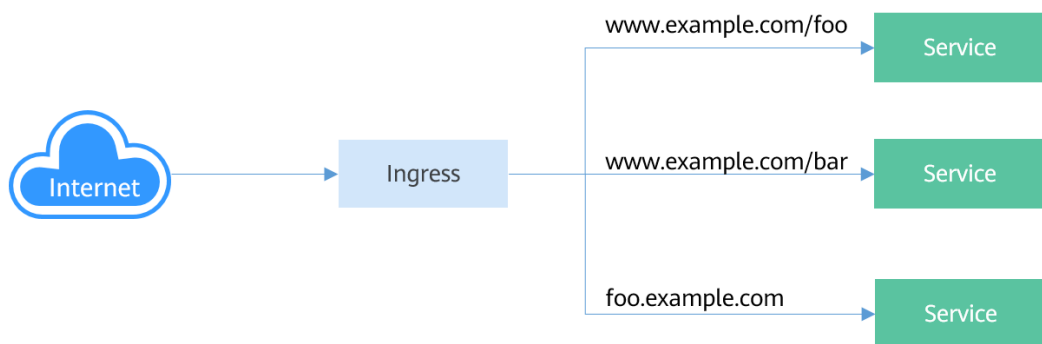 www.example.com/foo
Service
Internet
Ingress
www.example.com/bar
Service
foo.example.com
Service